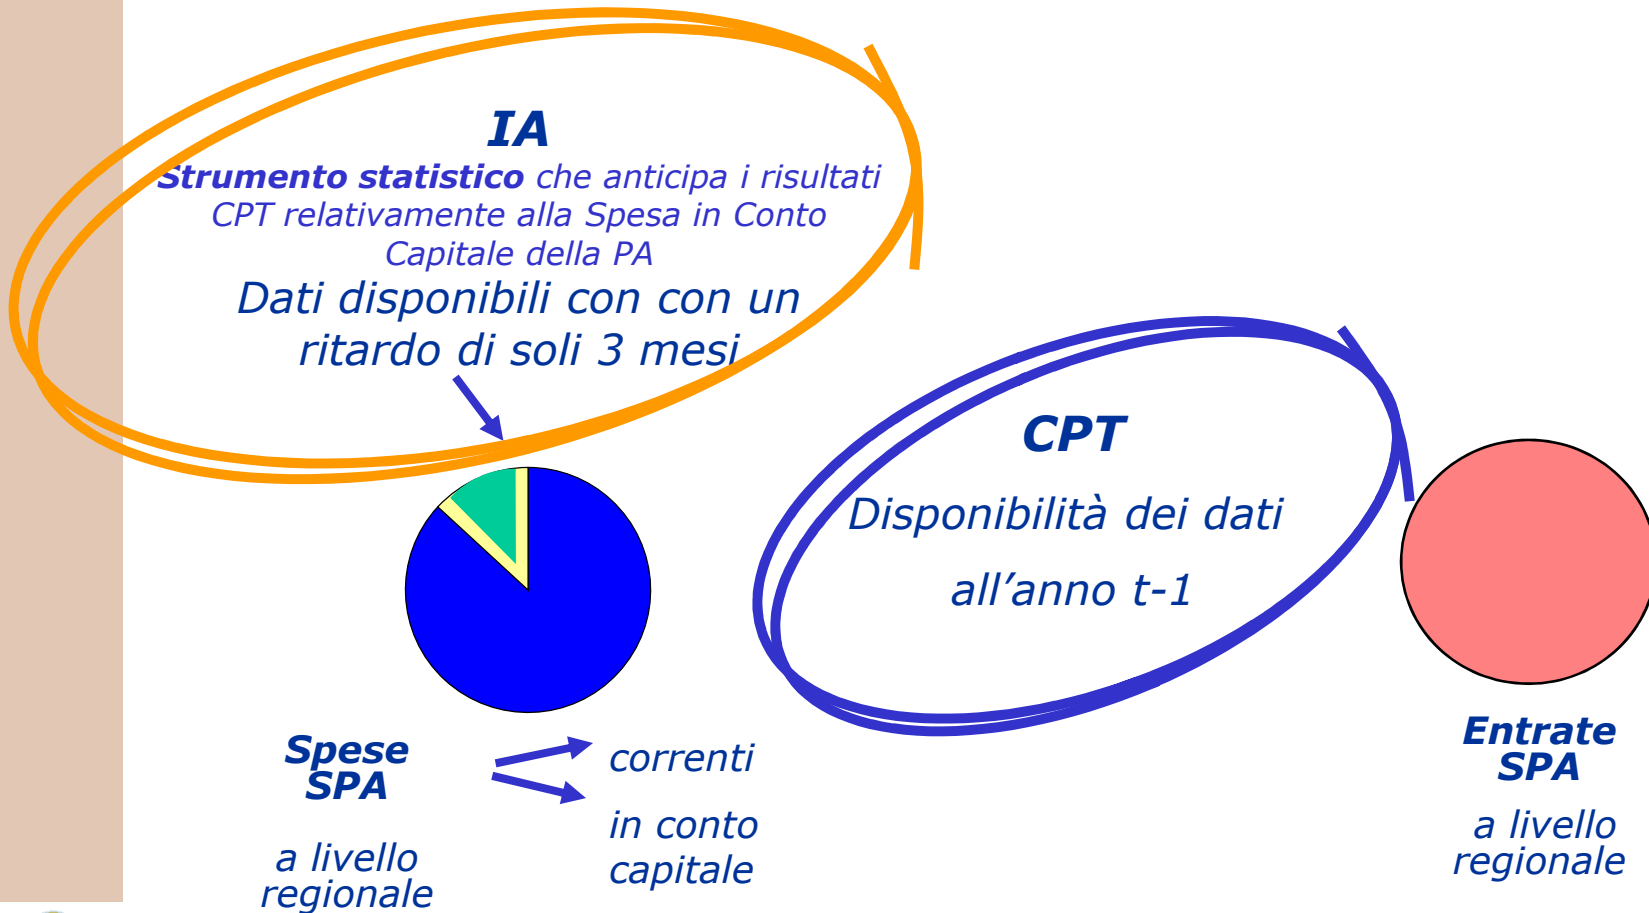 IA
Strumento statistico che anticipa i risultati
CPT relativamente alla Spesa in Conto
Capitale della PA
Dati disponibili con con un
ritardo di soli 3 mesi
CPT
Disponibilità dei dati
all’anno t-1
Spese
SPA
a livello
regionale
correnti
in conto
capitale
Entrate
SPA
a livello
regionale